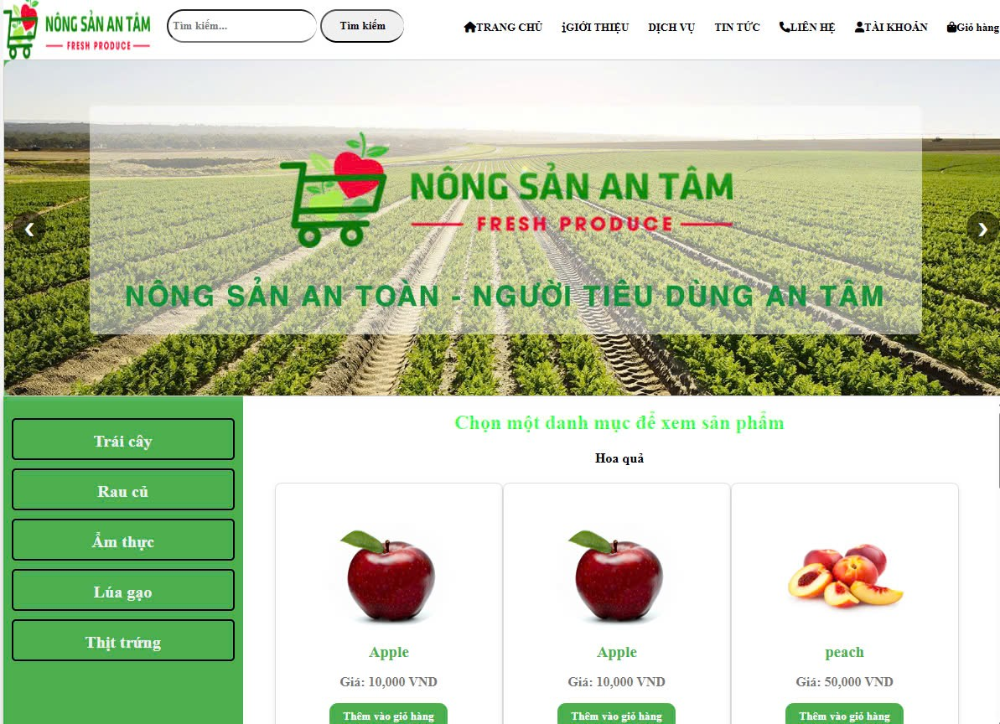 NÔNG SẢN AN TÂM
FRESH PRODUCE
Tìm kiếm...
Tìm kiếm
TRANG CHỦ
GIỚI THIỆU
DỊCH VỤ
TIN TỨC
LIÊN HỆ
TÀI KHOẢN
Giỏ hàng
NÔNG SẢN AN TÂM
FRESH PRODUCE
NÔNG SẢN AN TOÀN - NGƯỜI TIÊU DÙNG AN TÂM
Trái cây
Rau củ
Ẩm thực
Lúa gạo
Thịt trứng
Chọn một danh mục để xem sản phẩm
Hoa quả
Apple
Giá: 10,000 VND
Thêm vào giỏ hàng
Apple
Giá: 10,000 VND
Thêm vào giỏ hàng
peach
Giá: 50,000 VND
Thêm vào giỏ hàng